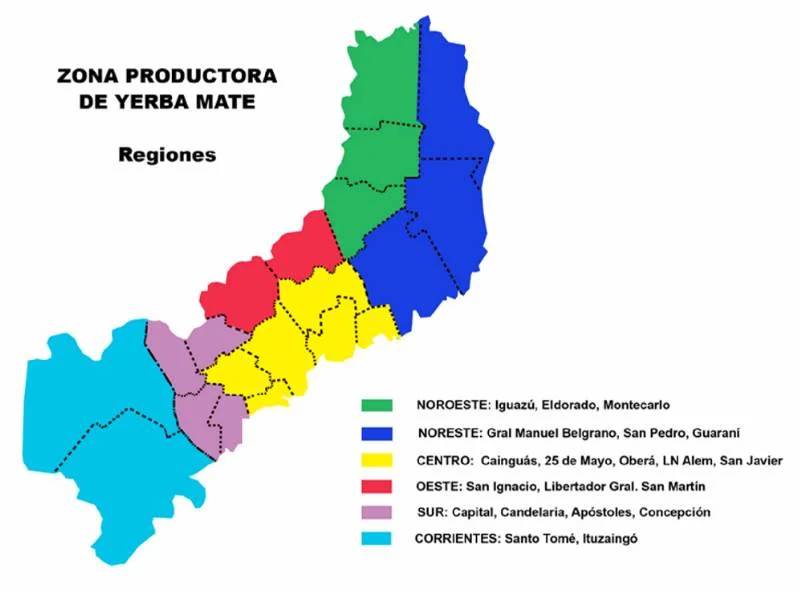 ZONA PRODUCTORA
DE YERBA MATE
Regiones
NOROESTE: Iguazú, Eldorado, Montecarlo
NORESTE: Gral Manuel Belgrano, San Pedro, Guaraní
CENTRO: Cainguás, 25 de Mayo, Oberá, LN Alem, San Javier
OESTE: San Ignacio, Libertador Gral. San Martín
SUR: Capital, Candelaria, Apóstoles, Concepción
CORRIENTES: Santo Tomé, Ituzaingó